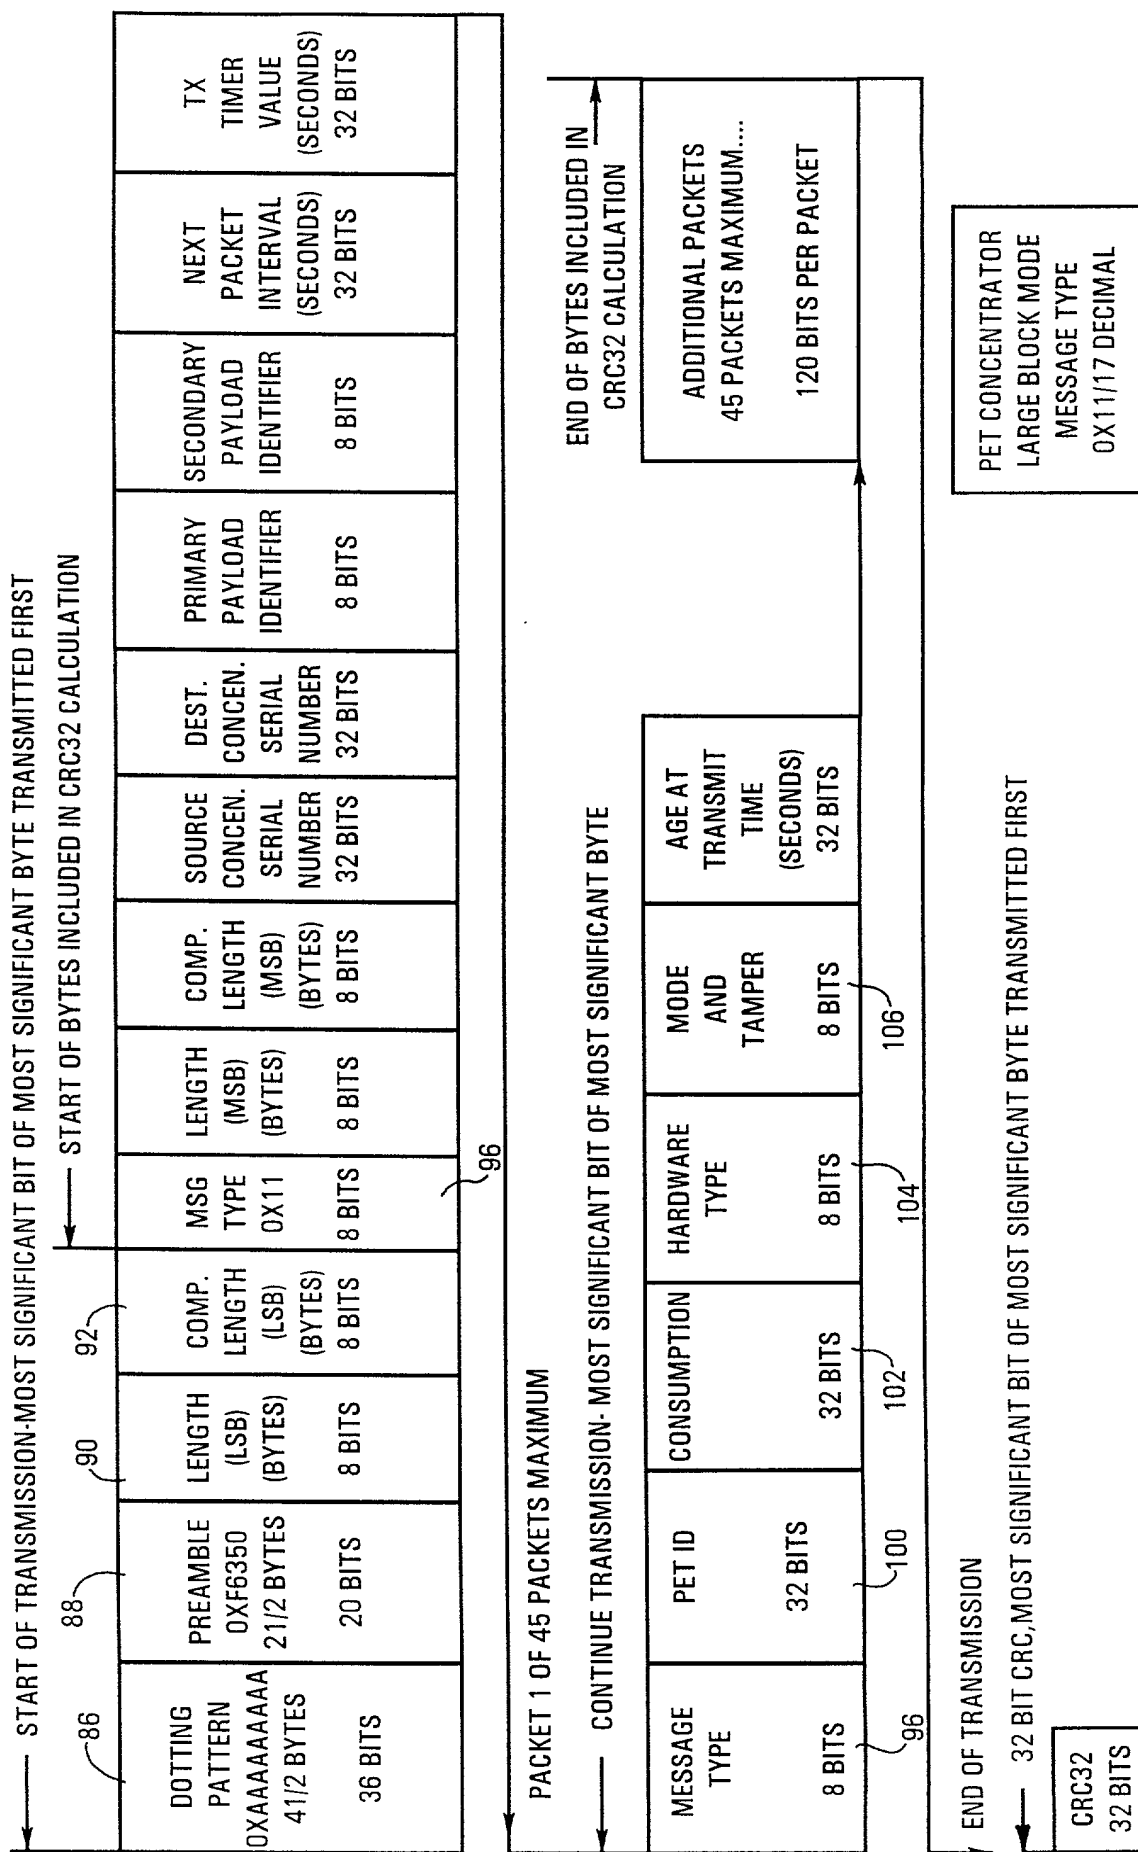 START OF TRANSMISSION-MOST SIGNIFICANT BIT OF MOST SIGNIFICANT BYTE TRANSMITTED FIRST
START OF BYTES INCLUDED IN CRC32 CALCULATION
86
88
90
92
DOTTING
PATTERN
0XAAAAAAAAA
41/2 BYTES
36 BITS
PREAMBLE
0XF6350
21/2 BYTES
20 BITS
LENGTH
(LSB)
(BYTES)
8 BITS
COMP.
LENGTH
(LSB)
(BYTES)
8 BITS
MSG
TYPE
0X11
8 BITS
LENGTH
(MSB)
(BYTES)
8 BITS
COMP.
LENGTH
(MSB)
(BYTES)
8 BITS
SOURCE
CONCEN.
SERIAL
NUMBER
32 BITS
DEST.
CONCEN.
SERIAL
NUMBER
32 BITS
PRIMARY
PAYLOAD
IDENTIFIER
8 BITS
SECONDARY
PAYLOAD
IDENTIFIER
8 BITS
NEXT
PACKET
INTERVAL
(SECONDS)
32 BITS
TX
TIMER
VALUE
(SECONDS)
32 BITS
96
PACKET 1 OF 45 PACKETS MAXIMUM
CONTINUE TRANSMISSION- MOST SIGNIFICANT BIT OF MOST SIGNIFICANT BYTE
END OF BYTES INCLUDED IN
CRC32 CALCULATION
MESSAGE
TYPE
8 BITS
PET ID
32 BITS
CONSUMPTION
32 BITS
HARDWARE
TYPE
8 BITS
MODE
AND
TAMPER
8 BITS
AGE AT
TRANSMIT
TIME
(SECONDS)
32 BITS
ADDITIONAL PACKETS
45 PACKETS MAXIMUM....
120 BITS PER PACKET
96
100
102
104
106
END OF TRANSMISSION
32 BIT CRC,MOST SIGNIFICANT BIT OF MOST SIGNIFICANT BYTE TRANSMITTED FIRST
CRC32
32 BITS
PET CONCENTRATOR
LARGE BLOCK MODE
MESSAGE TYPE
0X11/17 DECIMAL